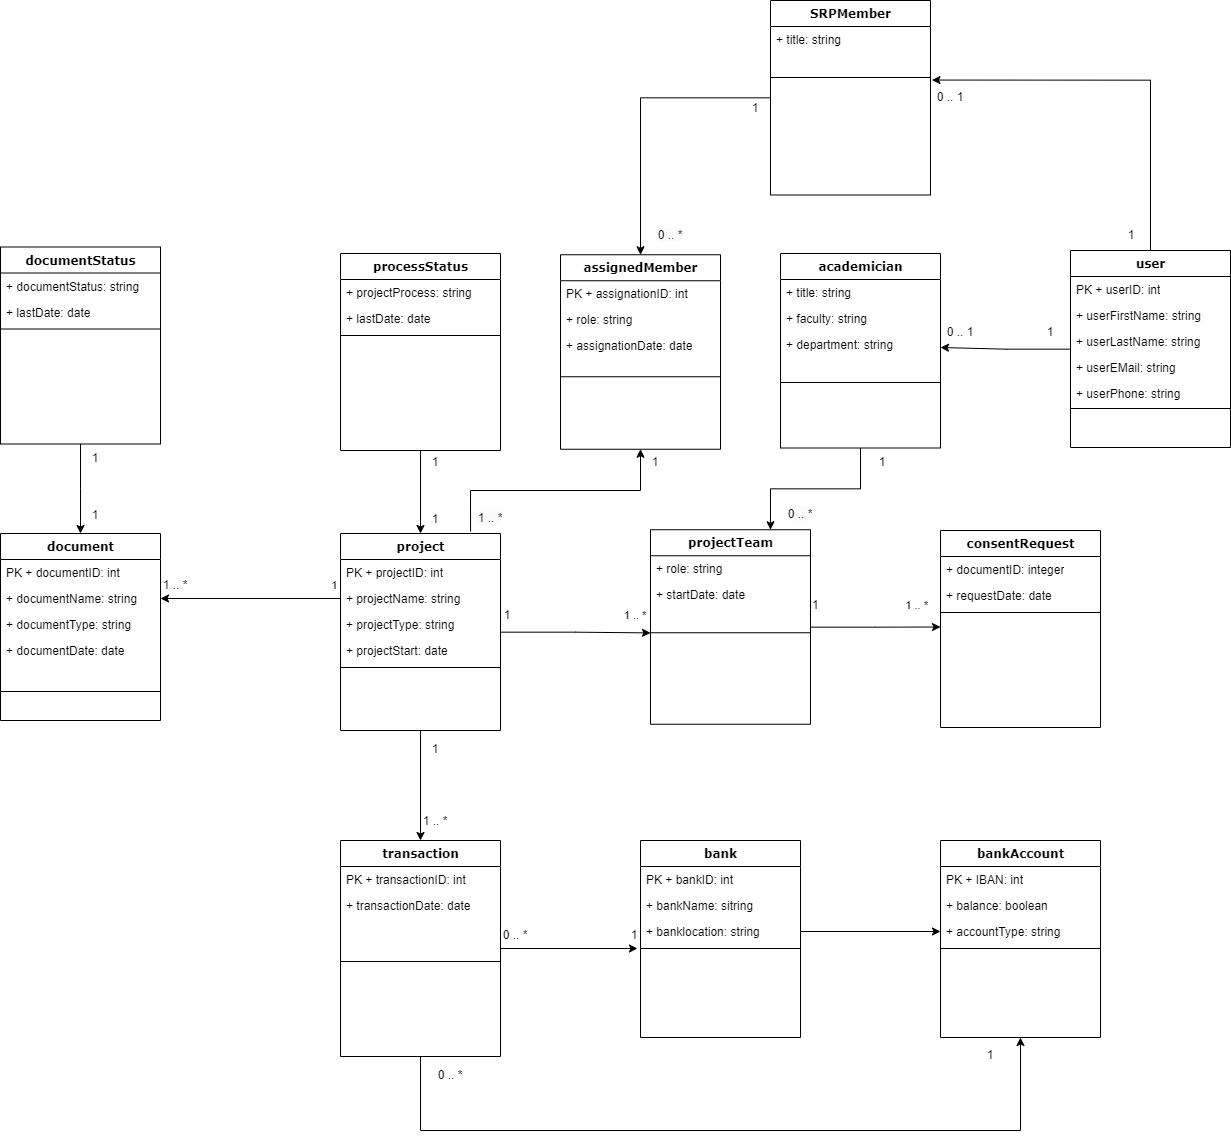 SRPMember
+ title: string
1
0 .. 1
0 .. *
1
documentStatus
+ documentStatus: string
+ lastDate: date
processStatus
+ projectProcess: string
+ lastDate: date
assignedMember
PK + assignationID: int
+ role: string
+ assignationDate: date
academician
+ title: string
+ faculty: string
+ department: string
0 .. 1
1
user
PK + userID: int
+ userFirstName: string
+ userLastName: string
+ userEMail: string
+ userPhone: string
1
1
1
1
1
1
1 .. *
0 .. *
document
PK + documentID: int
+ documentName: string
+ documentType: string
+ documentDate: date
1 .. *
1
project
PK + projectID: int
+ projectName: string
+ projectType: string
+ projectStart: date
1
1 .. *
projectTeam
+ role: string
+ startDate: date
1
1 .. *
consentRequest
+ documentID: integer
+ requestDate: date
1
1 .. *
transaction
PK + transactionID: int
+ transactionDate: date
0 .. *
1
bank
PK + bankID: int
+ bankName: sitring
+ banklocation: string
bankAccount
PK + IBAN: int
+ balance: boolean
+ accountType: string
0 .. *
1